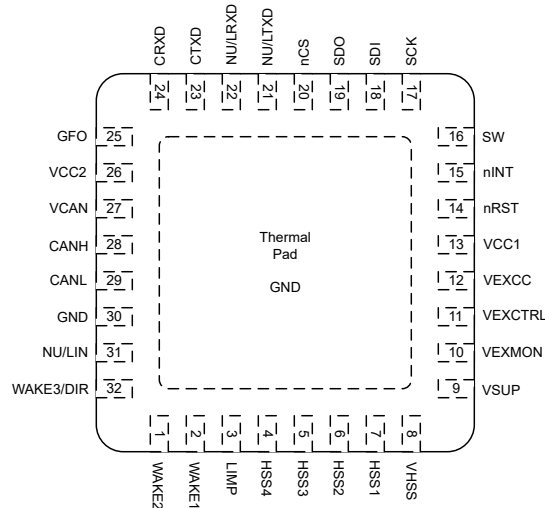 CRXD
CTXD
NU/LRXD
NU/LTXD
nCS
SDO
SDI
SCK
24
23
22
21
20
19
18
17
GFO 25
VCC2 26
VCAN 27
CANH 28
CANL 29
GND 30
NU/LIN 31
WAKE3/DIR 32
Thermal
Pad
GND
16 SW
15 nINT
14 nRST
13 VCC1
12 VEXCC
11 VEXCTRL
10 VEXMON
9 VSUP
1
2
3
4
5
6
7
8
WAKE2
WAKE1
LIMP
HSS4
HSS3
HSS2
HSS1
VHSS